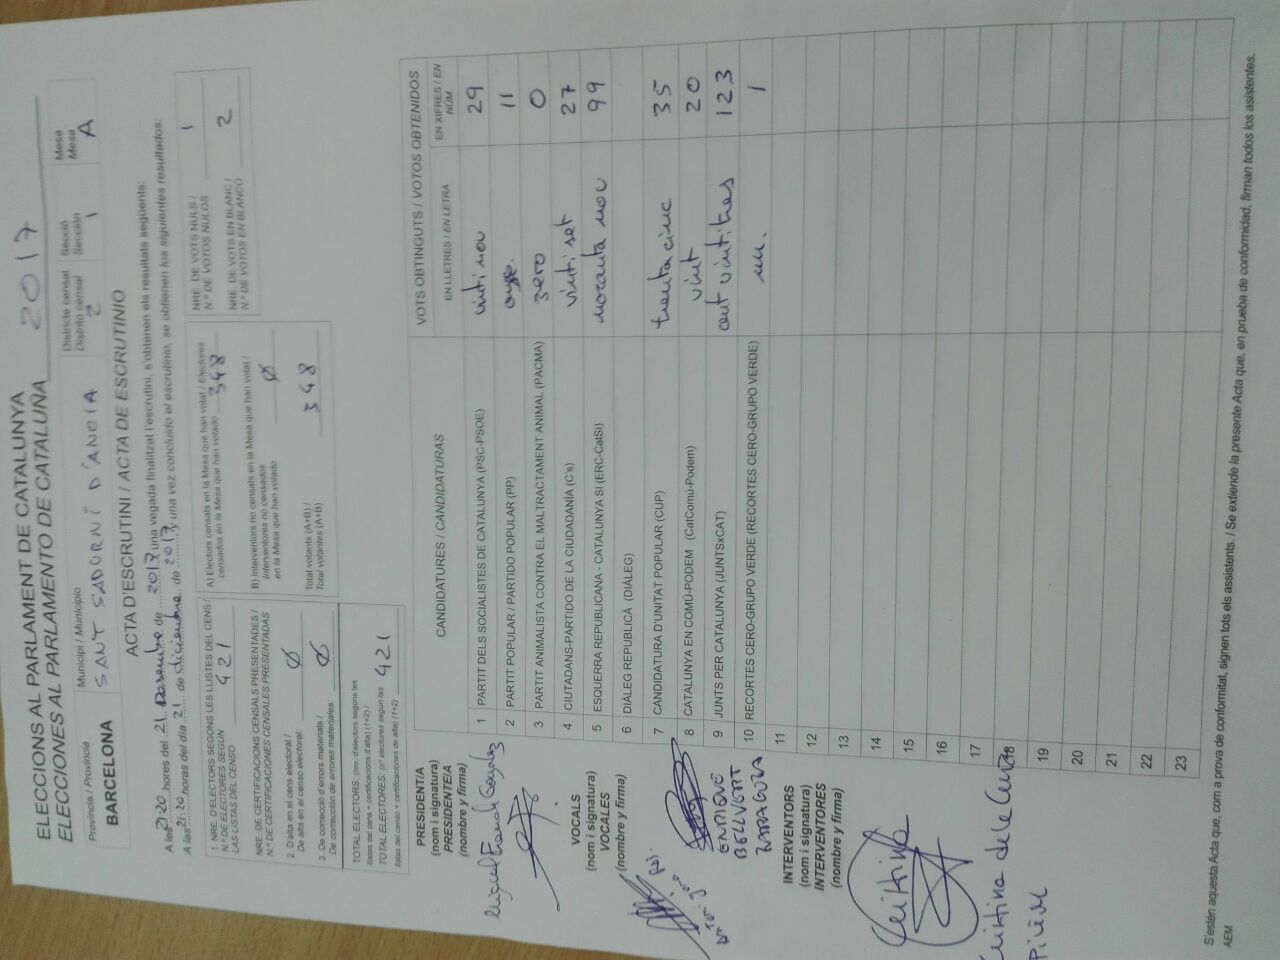 ELECCIONS AL PARLAMENT DE CATALUNYA
ELECCIONES AL PARLAMENTO DE CATALUÑA 2017
Província / Provincia
BARCELONA
Municipi / Municipio
SANT SADURNÍ D'ANOIA
Districte censal
Distrito censal
2
Secció
Sección
1
Mesa
Mesa
A
ACTA D'ESCRUTINI / ACTA DE ESCRUTINIO
A les 21:20 hores del 21 Desembre de 2017 una vegada finalitzat l'escrutini, s'obtenen els resultats següents:
A las 21:20 horas del día 21 de diciembre de 2017 y una vez concluido el escrutinio, se obtienen los siguientes resultados:
1. NRE. D'ELECTORS SEGONS LES LLISTES DEL CENS /
N.º DE ELECTORES SEGÚN
LAS LISTAS DEL CENSO 421
NRE. DE CERTIFICACIONS CENSALS PRESENTADES /
N.º DE CERTIFICACIONES CENSALES PRESENTADAS
2. D'alta en el cens electoral /
De alta en el censo electoral: Ø
3. De correcció d'errors materials /
De corrección de errores materiales: Ø
TOTAL ELECTORS: (nre. d'electors segons les
llistes del cens + certificacions d'alta) (1+2) /
TOTAL ELECTORES: (nº electores según las
listas del censo + certificaciones de alta) (1+2) 421
A) Electors censats en la Mesa que han votat / Electores
censados en la Mesa que han votado 348
B) Interventors no censats en la Mesa que han votat /
Interventores no censados
en la Mesa que han votado Ø
Total votants (A+B) /
Total votantes (A+B) 348
NRE. DE VOTS NULS /
N.º DE VOTOS NULOS 1
NRE. DE VOTS EN BLANC /
N.º DE VOTOS EN BLANCO 2
CANDIDATURES / CANDIDATURAS
VOTS OBTINGUTS / VOTOS OBTENIDOS
EN LLETRES / EN LETRA
EN XIFRES / EN NÚM.
1 PARTIT DELS SOCIALISTES DE CATALUNYA (PSC-PSOE) vinti nou 29
2 PARTIT POPULAR / PARTIDO POPULAR (PP) onze. 11
3 PARTIT ANIMALISTA CONTRA EL MALTRACTAMENT ANIMAL (PACMA) zero 0
4 CIUTADANS-PARTIDO DE LA CIUDADANÍA (C's) vinti set 27
5 ESQUERRA REPUBLICANA - CATALUNYA SI (ERC-CatSí) noranta nou 99
6 DIÀLEG REPUBLICÀ (DIÀLEG)
7 CANDIDATURA D'UNITAT POPULAR (CUP) trenta cinc 35
8 CATALUNYA EN COMÚ-PODEM (CatComú-Podem) vint 20
9 JUNTS PER CATALUNYA (JUNTSxCAT) cent vintitres 123
10 RECORTES CERO-GRUPO VERDE (RECORTES CERO-GRUPO VERDE) un. 1
11
12
13
14
15
16
17
18
19
20
21
22
23
PRESIDENTIA
(nom i signatura)
PRESIDENTE/A
(nombre y firma)
VOCALS
(nom i signatura)
VOCALES
(nombre y firma)
ENRIQUE
BELLVERT
ZARAGOZA
INTERVENTORS
(nom i signatura)
INTERVENTORES
(nombre y firma)
Cristina
Cristina de la Cruz
S'estén aquesta Acta que, com a prova de conformitat, signen tots els assistents. / Se extiende la presente Acta que, en prueba de conformidad, firman todos los asistentes.
AEM